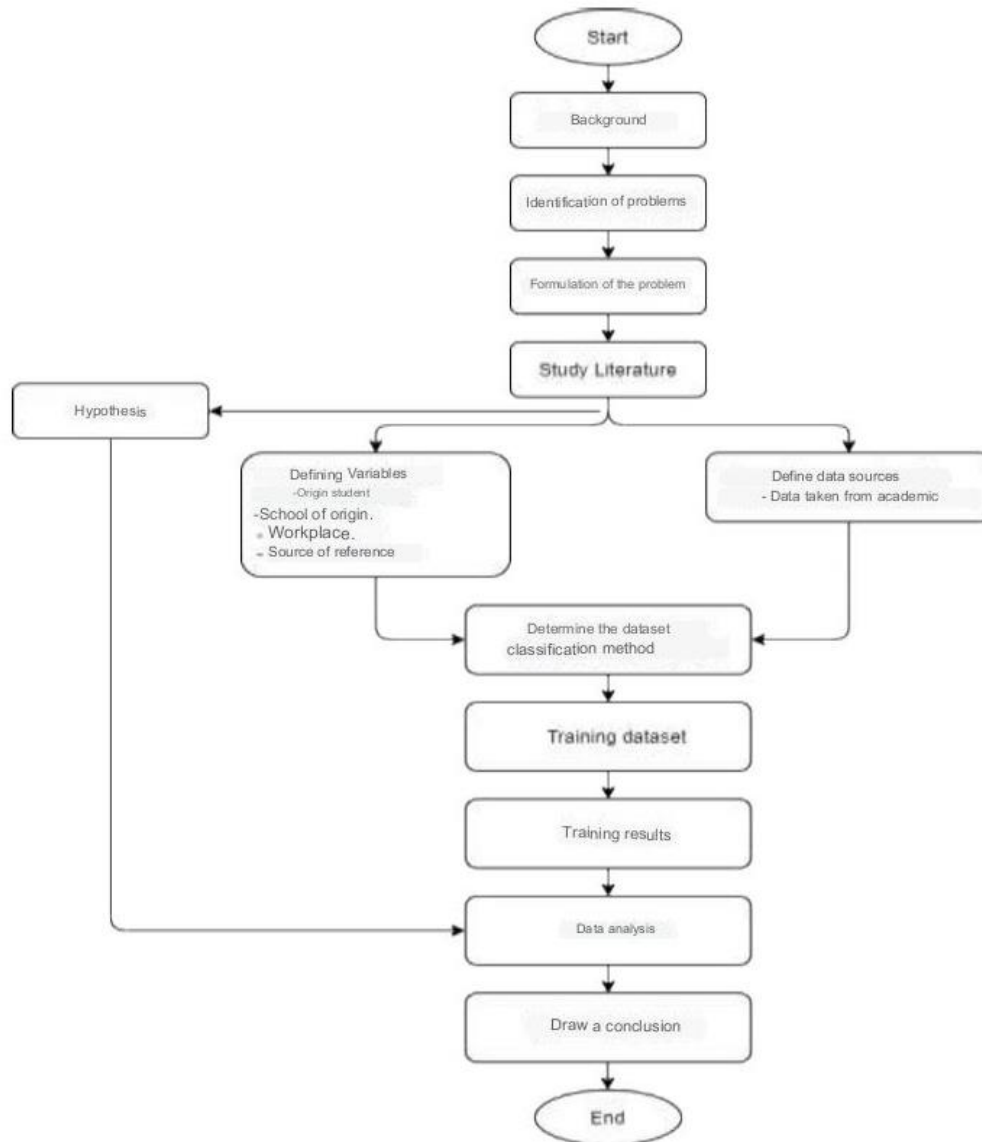 Start
Background
Identification of problems
Formulation of the problem
Study Literature
Hypothesis
Defining Variables
-Origin student
-School of origin.
- Workplace.
- Source of reference
Define data sources
- Data taken from academic
Determine the dataset
classification method
Training dataset
Training results
Data analysis
Draw a conclusion
End